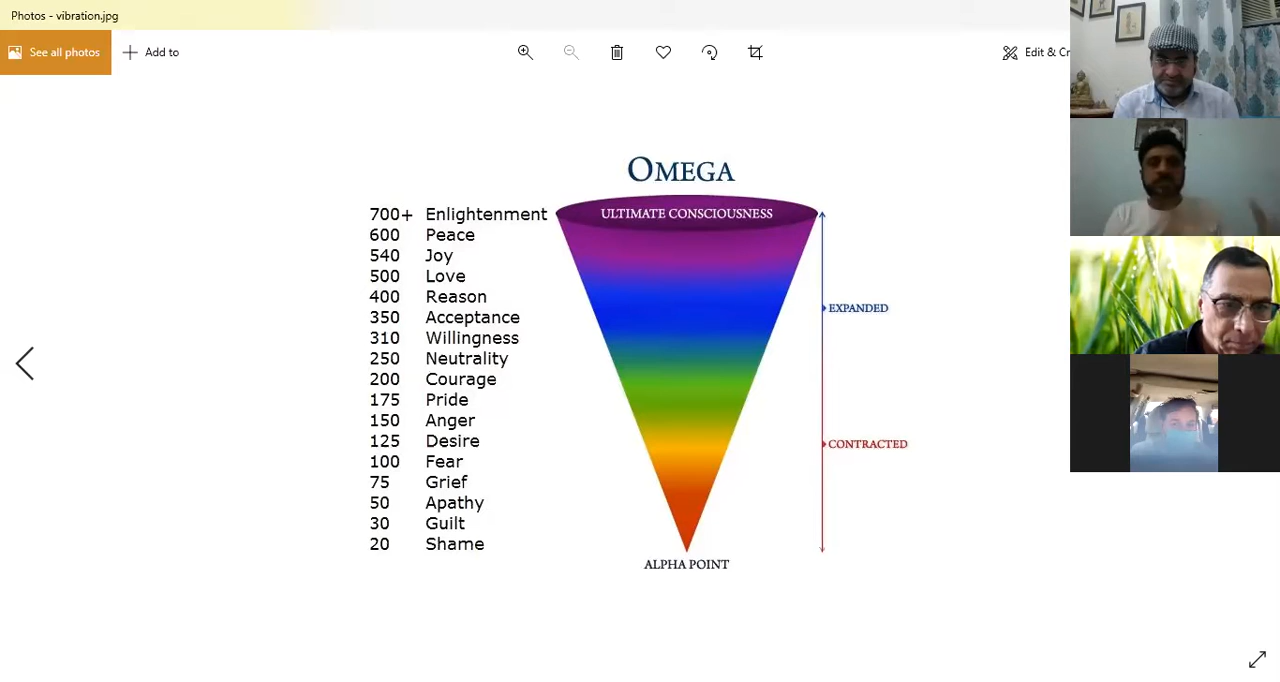 Photos - vibration.jpg
See all photos
Add to
Edit & Cr
OMEGA
700+ Enlightenment
ULTIMATE CONSCIOUSNESS
600 Peace
540 Joy
500 Love
400 Reason
EXPANDED
350 Acceptance
310 Willingness
250 Neutrality
200 Courage
175 Pride
150 Anger
125 Desire
CONTRACTED
100 Fear
75 Grief
50 Apathy
30 Guilt
20 Shame
ALPHA POINT